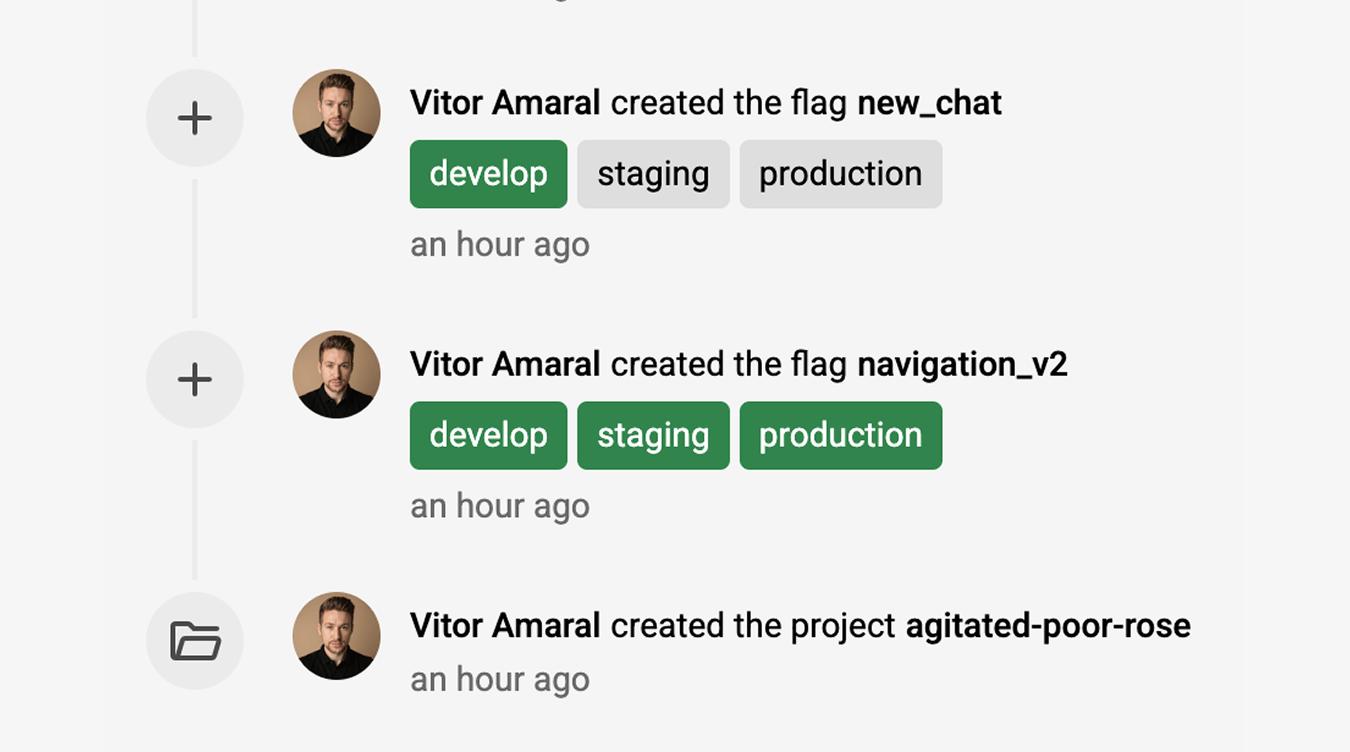 Vitor Amaral created the flag new_chat
develop staging production
an hour ago
Vitor Amaral created the flag navigation_v2
develop staging production
an hour ago
Vitor Amaral created the project agitated-poor-rose
an hour ago